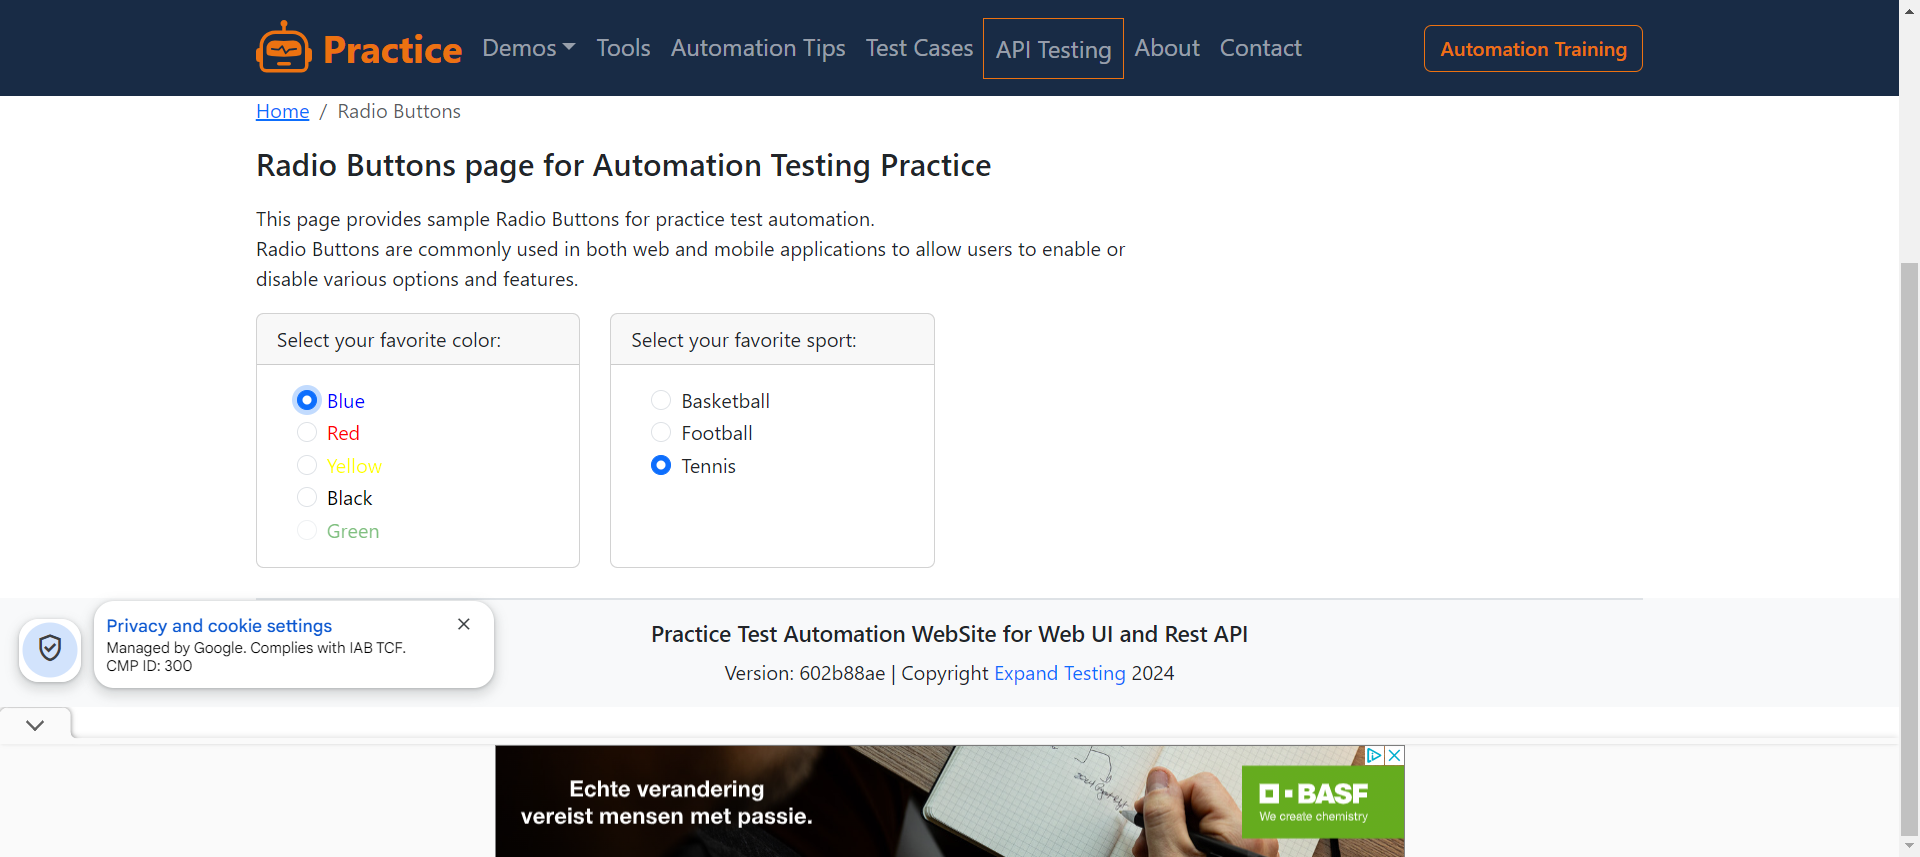 Practice Demos Tools Automation Tips Test Cases API Testing About Contact Automation Training
Home / Radio Buttons
Radio Buttons page for Automation Testing Practice
This page provides sample Radio Buttons for practice test automation.
Radio Buttons are commonly used in both web and mobile applications to allow users to enable or
disable various options and features.
Select your favorite color:
Blue
Red
Yellow
Black
Green
Select your favorite sport:
Basketball
Football
Tennis
Privacy and cookie settings
Managed by Google. Complies with IAB TCF.
CMP ID: 300
Practice Test Automation WebSite for Web UI and Rest API
Version: 602b88ae | Copyright Expand Testing 2024
Echte verandering
vereist mensen met passie.
BASF
We create chemistry